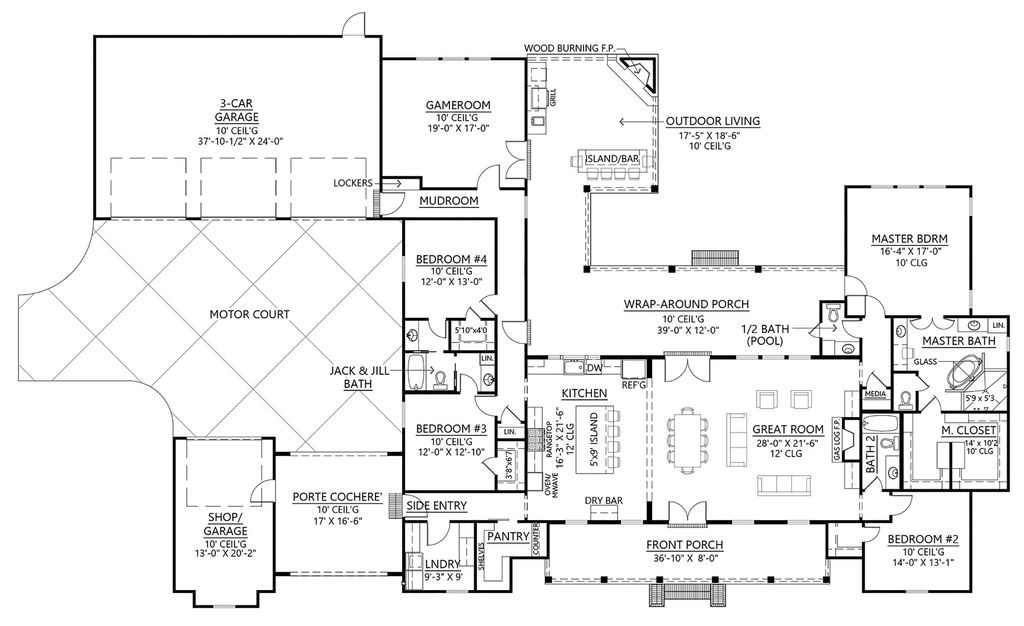 WOOD BURNING F.P.
3-CAR
GARAGE
10' CEIL'G
37'-10-1/2" X 24'-0"
GAMEROOM
10' CEIL'G
19'-0" X 17'-0"
GRILL
OUTDOOR LIVING
17'-5" X 18'-6"
10' CEIL'G
ISLAND/BAR
LOCKERS
MUDROOM
MASTER BDRM
16'-4" X 17'-0"
10' CLG
BEDROOM #4
10' CEIL'G
12'-0" X 13'-0"
MOTOR COURT
5'10"x4'0
WRAP-AROUND PORCH
10' CEIL'G
39'-0" X 12'-0"
1/2 BATH
(POOL)
LIN.
MASTER BATH
GLASS
5'9 x 5'3
JACK & JILL
BATH
LIN.
DW
REF'G
KITCHEN
16'-3" X 21'-6"
12' CLG
5'x9' ISLAND
RANGETOP
OVEN/
M'WAVE
DRY BAR
MEDIA
GREAT ROOM
28'-0" X 21'-6"
12' CLG
GAS LOG F.P.
BATH 2
M. CLOSET
14' x 10'2
10' CLG
BEDROOM #3
10' CEIL'G
12'-0" X 12'-10"
LIN.
3'8"x6'7
PORTE COCHERE'
10' CEIL'G
17' X 16'-6"
SIDE ENTRY
SHOP/
GARAGE
10' CEIL'G
13'-0" X 20'-2"
LNDRY
9'-3" X 9'
PANTRY
SHELVES
COUNTER
FRONT PORCH
36'-10" X 8'-0"
BEDROOM #2
10' CEIL'G
14'-0" X 13'-1"